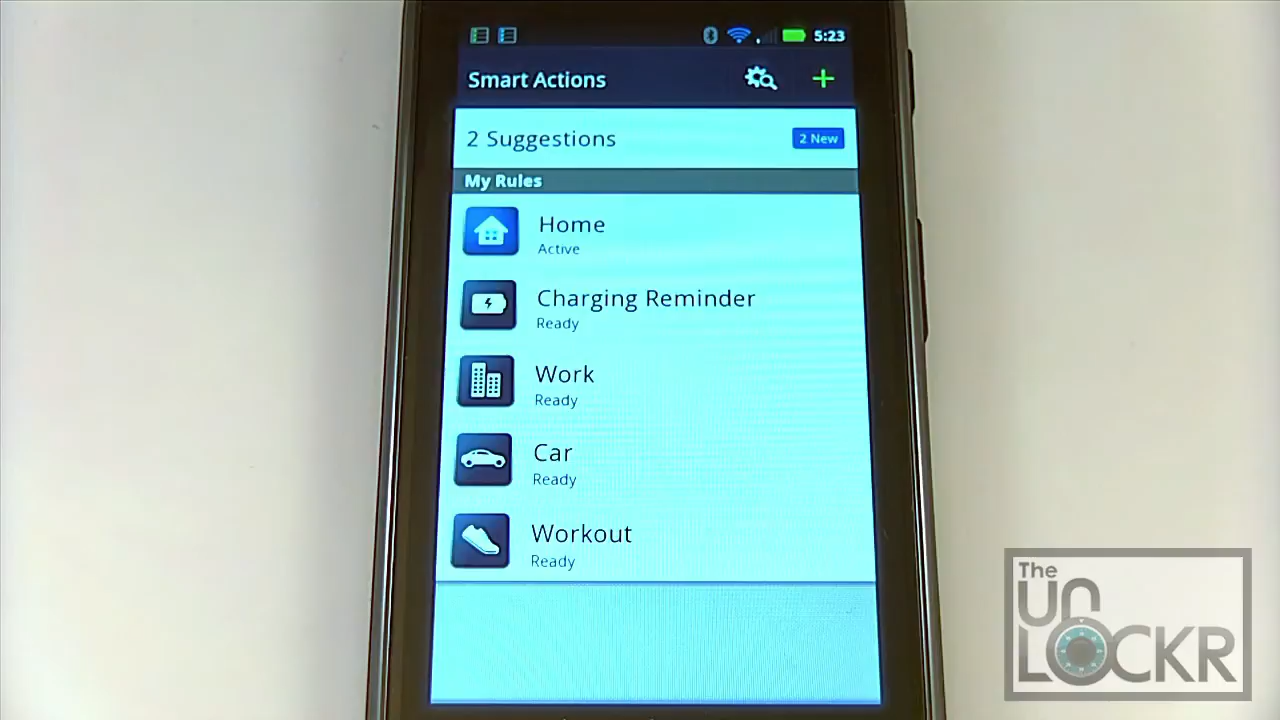 5:23
Smart Actions
2 Suggestions
2 New
My Rules
Home
Active
Charging Reminder
Ready
Work
Ready
Car
Ready
Workout
Ready
The
UN
LOCKR